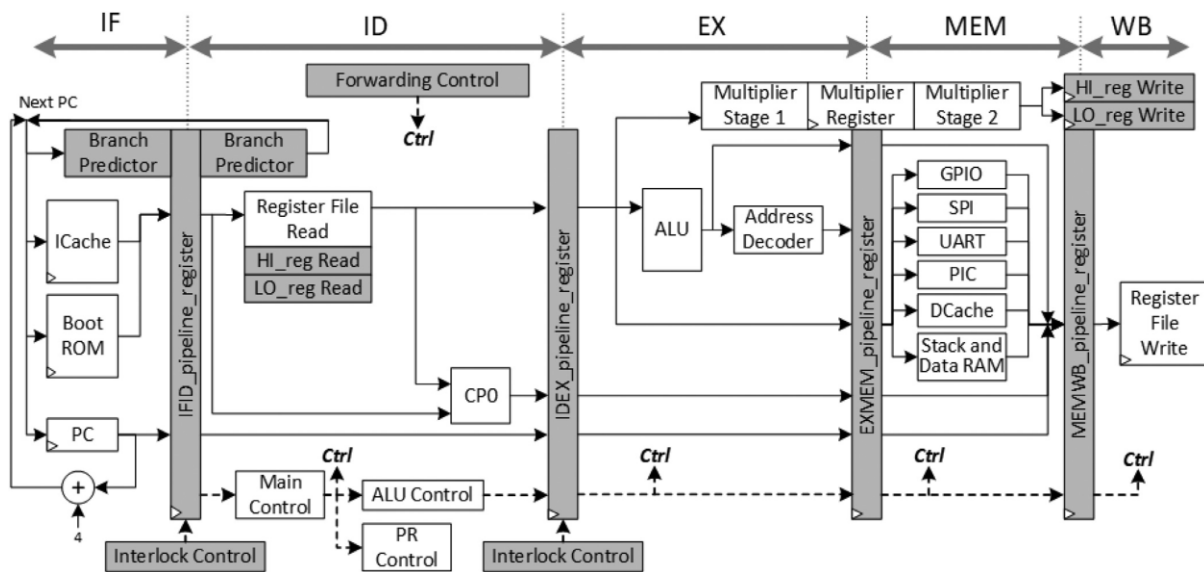 IF
ID
EX
MEM
WB
Forwarding Control
Ctrl
Next PC
Branch
Predictor
Branch
Predictor
ICache
Boot
ROM
PC
+
4
IFID_pipeline_register
Interlock Control
Register File
Read
HI_reg Read
LO_reg Read
CP0
Main
Control
Ctrl
ALU Control
PR
Control
IDEX_pipeline_register
Interlock Control
Multiplier
Stage 1
Multiplier
Register
Multiplier
Stage 2
ALU
Address
Decoder
Ctrl
EXMEM_pipeline_register
GPIO
SPI
UART
PIC
DCache
Stack and
Data RAM
Ctrl
HI_reg Write
LO_reg Write
MEMWB_pipeline_register
Register
File
Write
Ctrl